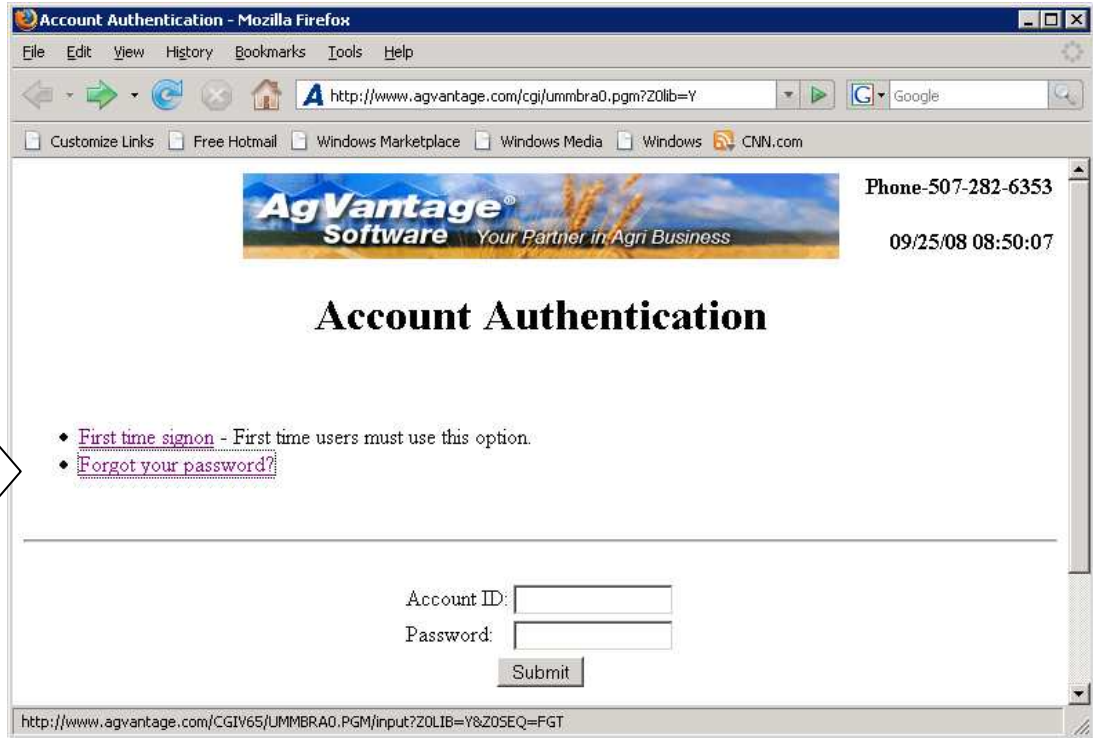 Account Authentication - Mozilla Firefox
File Edit View History Bookmarks Tools Help
http://www.agvantage.com/cgi/ummbra0.pgm?Z0lib=Y
G Google
Customize Links Free Hotmail Windows Marketplace Windows Media Windows CNN.com
AgVantage®
Software Your Partner in Agri Business
Phone-507-282-6353
09/25/08 08:50:07
Account Authentication
• First time signon - First time users must use this option.
• Forgot your password?
Account ID:
Password:
Submit
http://www.agvantage.com/CGIV65/UMMBRA0.PGM/input?Z0LIB=Y&Z0SEQ=FGT